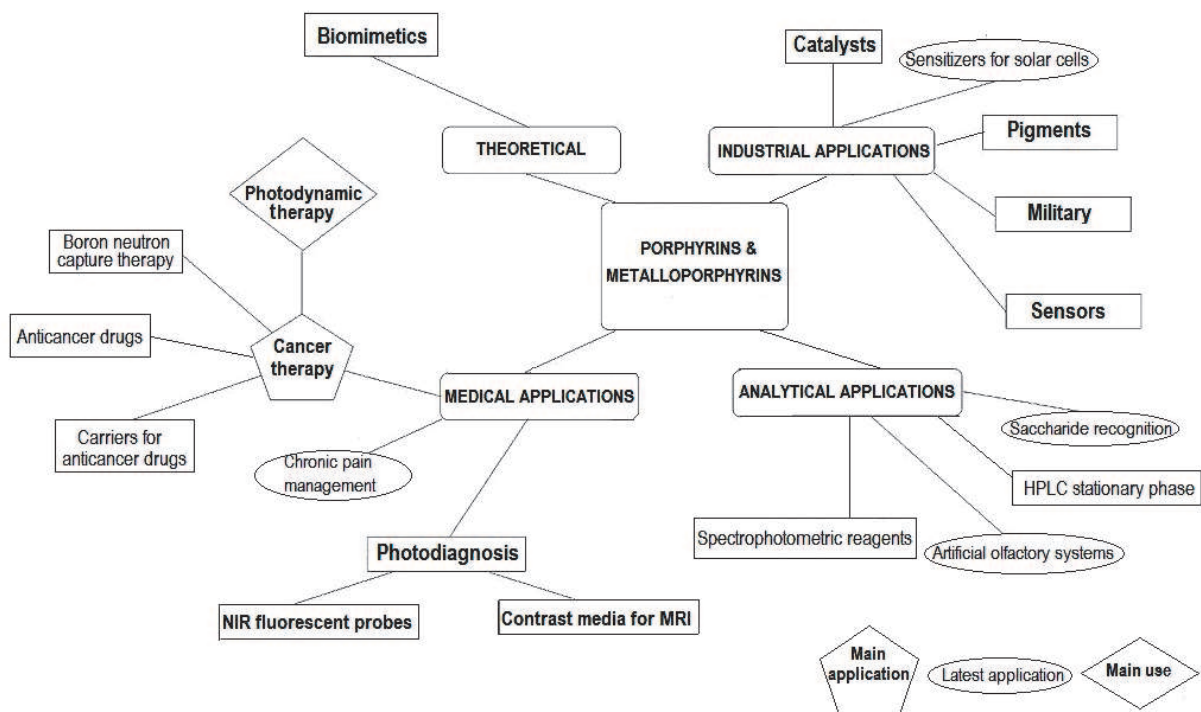 Biomimetics
Catalysts
Sensitizers for solar cells
THEORETICAL
INDUSTRIAL APPLICATIONS
Pigments
Military
Sensors
Photodynamic
therapy
PORPHYRINS &
METALLOPORPHYRINS
Boron neutron
capture therapy
Anticancer drugs
Cancer
therapy
Carriers for
anticancer drugs
MEDICAL APPLICATIONS
Chronic pain
management
Photodiagnosis
NIR fluorescent probes
Contrast media for MRI
ANALYTICAL APPLICATIONS
Saccharide recognition
HPLC stationary phase
Spectrophotometric reagents
Artificial olfactory systems
Main
application
Latest application
Main use